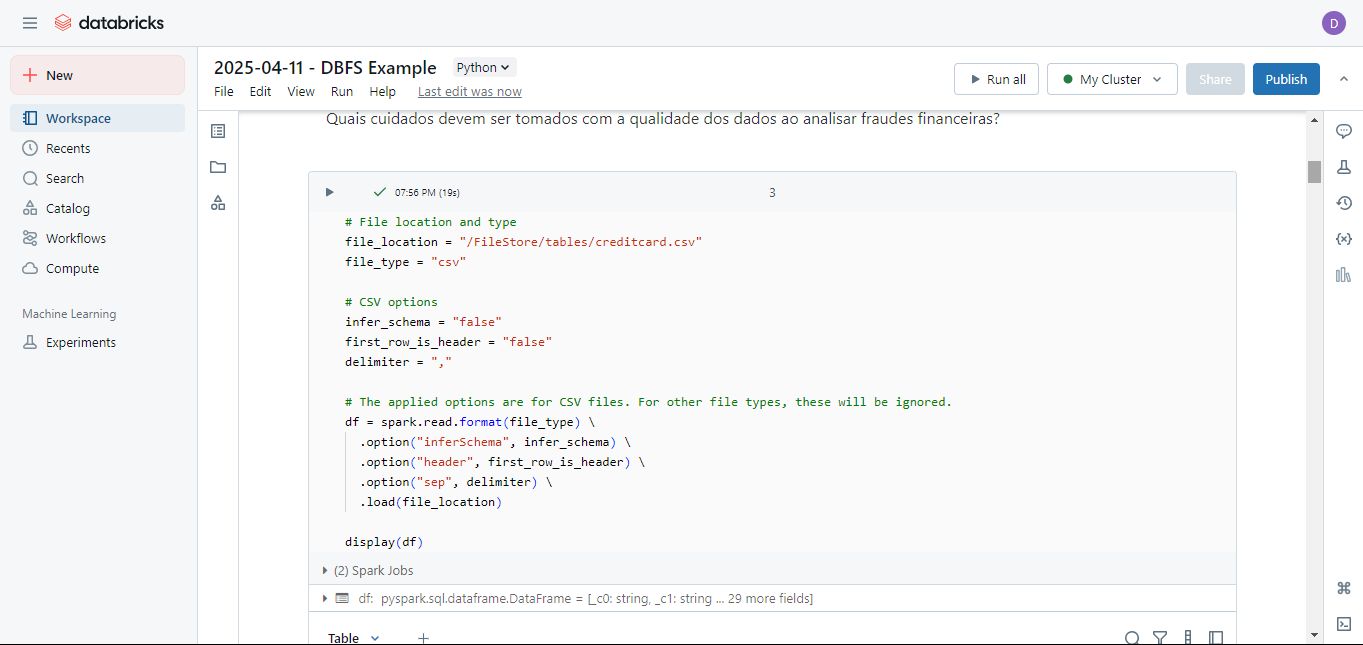 databricks
D
New
Workspace
Recents
Search
Catalog
Workflows
Compute
Machine Learning
Experiments
2025-04-11 - DBFS Example Python
File Edit View Run Help Last edit was now
Run all My Cluster Share Publish
Quais cuidados devem ser tomados com a qualidade dos dados ao analisar fraudes financeiras?
07:56 PM (19s) 3
# File location and type
file_location = "/FileStore/tables/creditcard.csv"
file_type = "csv"
# CSV options
infer_schema = "false"
first_row_is_header = "false"
delimiter = ","
# The applied options are for CSV files. For other file types, these will be ignored.
df = spark.read.format(file_type) \
.option("inferSchema", infer_schema) \
.option("header", first_row_is_header) \
.option("sep", delimiter) \
.load(file_location)
display(df)
(2) Spark Jobs
df: pyspark.sql.dataframe.DataFrame = [_c0: string, _c1: string ... 29 more fields]
Table +